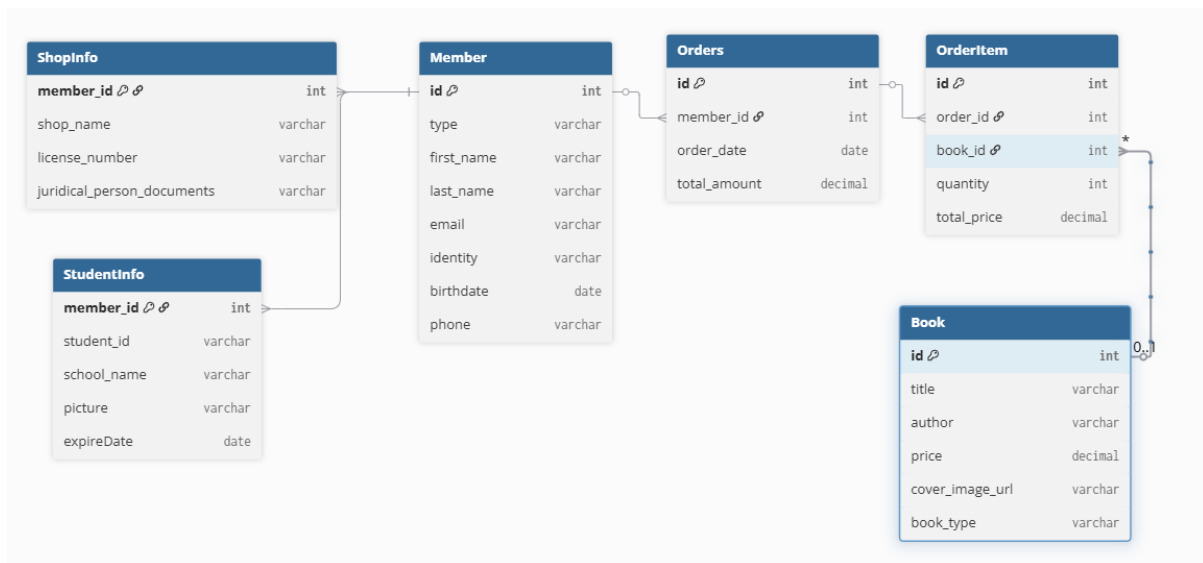 ShopInfo
member_id int
shop_name varchar
license_number varchar
juridical_person_documents varchar
StudentInfo
member_id int
student_id varchar
school_name varchar
picture varchar
expireDate date
Member
id int
type varchar
first_name varchar
last_name varchar
email varchar
identity varchar
birthdate date
phone varchar
Orders
id int
member_id int
order_date date
total_amount decimal
OrderItem
id int
order_id int
book_id int *
quantity int
total_price decimal
Book
0..1
id int
title varchar
author varchar
price decimal
cover_image_url varchar
book_type varchar